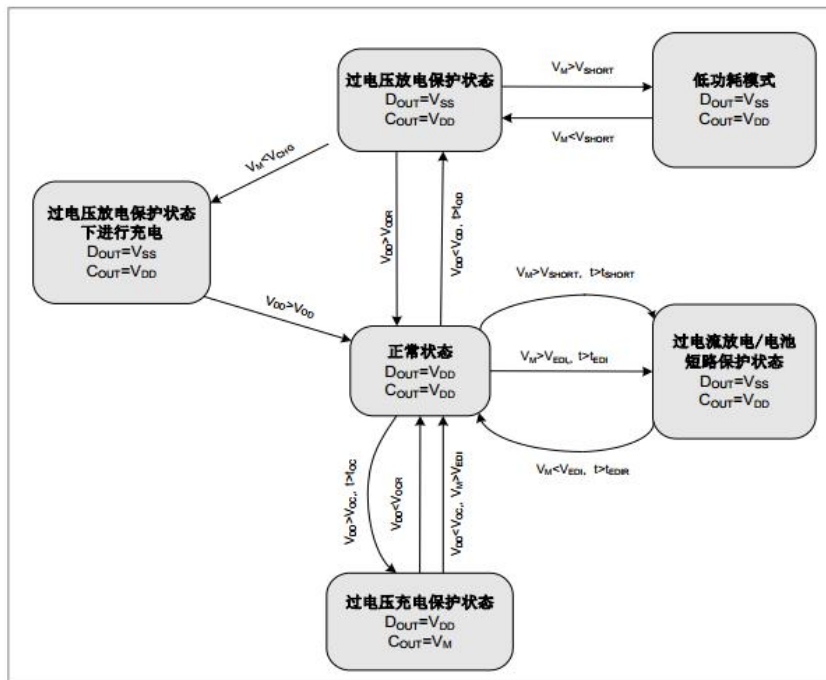 过电压放电保护状态
DOUT=VSS
COUT=VDD
VM>VSHORT
VM<VSHORT
低功耗模式
DOUT=VSS
COUT=VDD
VM<VCHG
过电压放电保护状态
下进行充电
DOUT=VSS
COUT=VDD
VDD>VODR
VDD<VOD, t>tOD
VDD>VOD
VM>VSHORT, t>tSHORT
正常状态
DOUT=VDD
COUT=VDD
VM>VEDI, t>tEDI
过电流放电/电池
短路保护状态
DOUT=VSS
COUT=VDD
VM<VEDI, t>tEDIR
VDD>VOC, t>tOC
VDD<VOCR
VDD<VOC, VM>VEDI
过电压充电保护状态
DOUT=VDD
COUT=VM